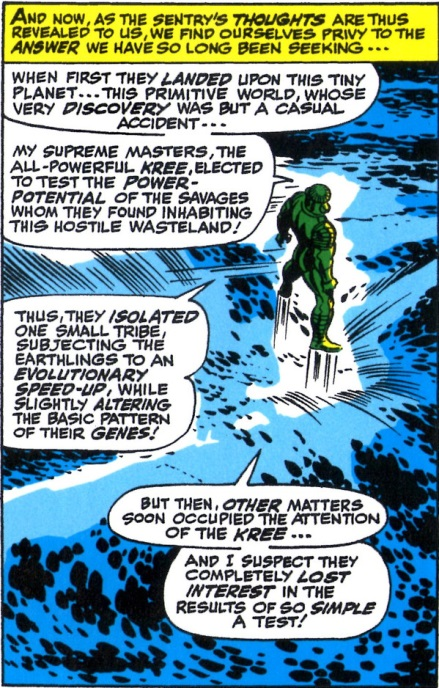 AND NOW, AS THE SENTRY'S THOUGHTS ARE THUS
REVEALED TO US, WE FIND OURSELVES PRIVY TO THE
ANSWER WE HAVE SO LONG BEEN SEEKING---
WHEN FIRST THEY LANDED UPON THIS TINY
PLANET---THIS PRIMITIVE WORLD, WHOSE
VERY DISCOVERY WAS BUT A CASUAL
ACCIDENT---
MY SUPREME MASTERS, THE
ALL-POWERFUL KREE, ELECTED
TO TEST THE POWER-
POTENTIAL OF THE SAVAGES
WHOM THEY FOUND INHABITING
THIS HOSTILE WASTELAND!
THUS, THEY ISOLATED
ONE SMALL TRIBE,
SUBJECTING THE
EARTHLINGS TO AN
EVOLUTIONARY
SPEED-UP, WHILE
SLIGHTLY ALTERING
THE BASIC PATTERN
OF THEIR GENES!
BUT THEN, OTHER MATTERS
SOON OCCUPIED THE ATTENTION
OF THE KREE---
AND I SUSPECT THEY
COMPLETELY LOST
INTEREST IN THE
RESULTS OF SO SIMPLE
A TEST!